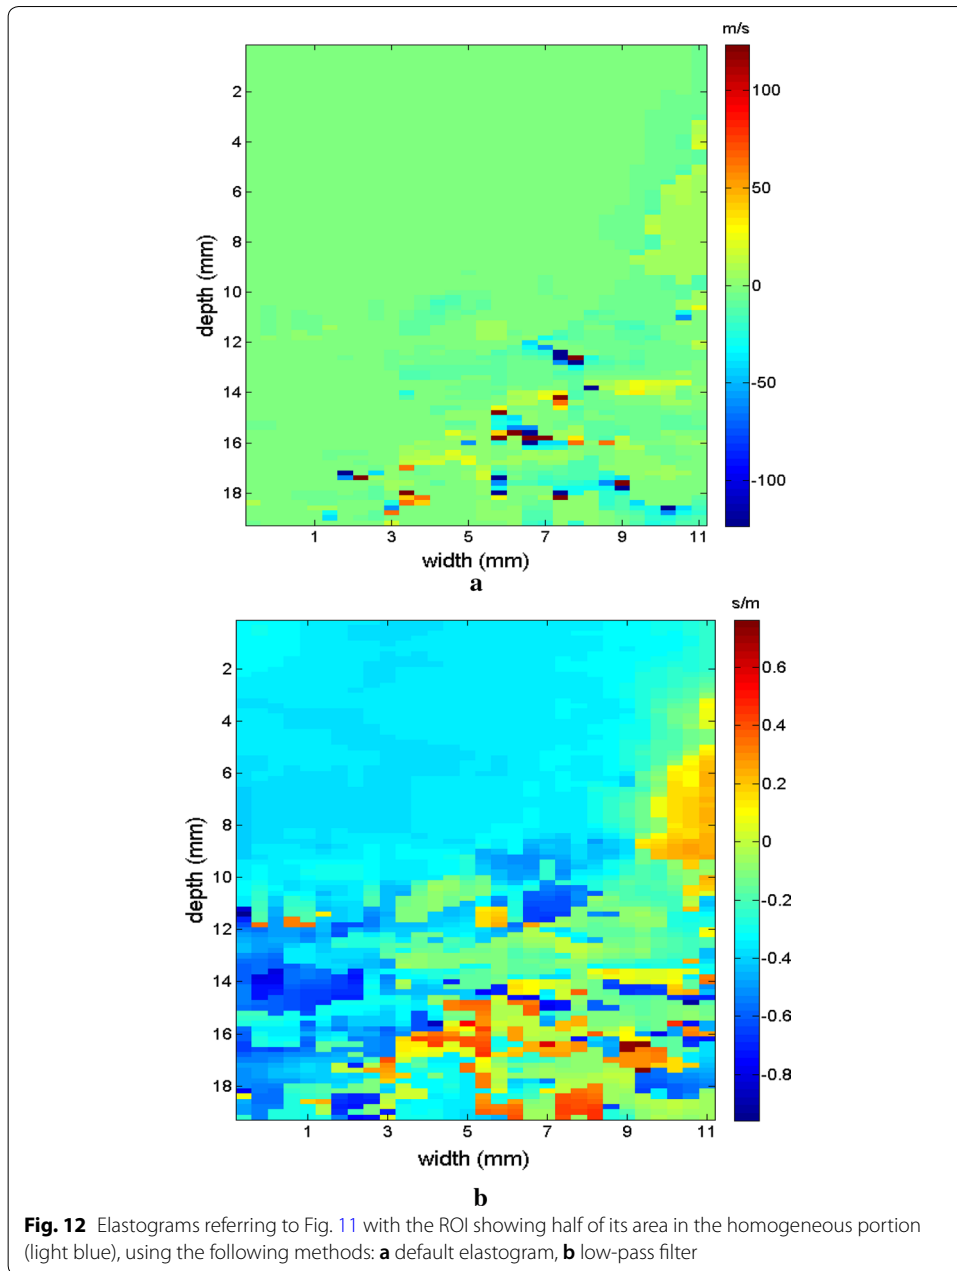 m/s
100
50
0
-50
-100
2
4
6
8
10
12
14
16
18
depth (mm)
1 3 5 7 9 11
width (mm)
a
s/m
0.6
0.4
0.2
0
-0.2
-0.4
-0.6
-0.8
2
4
6
8
10
12
14
16
18
depth (mm)
1 3 5 7 9 11
width (mm)
b
Fig. 12 Elastograms referring to Fig. 11 with the ROI showing half of its area in the homogeneous portion
(light blue), using the following methods: a default elastogram, b low-pass filter